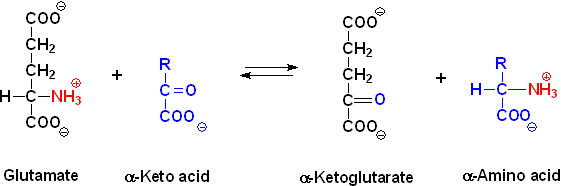 COO⊖
CH₂
CH₂
H-C-NH₃⊕
COO⊖
+
R
C=O
COO⊖
⇌
COO⊖
CH₂
CH₂
C=O
COO⊖
+
R
H-C-NH₃⊕
COO⊖
Glutamate α-Keto acid α-Ketoglutarate α-Amino acid